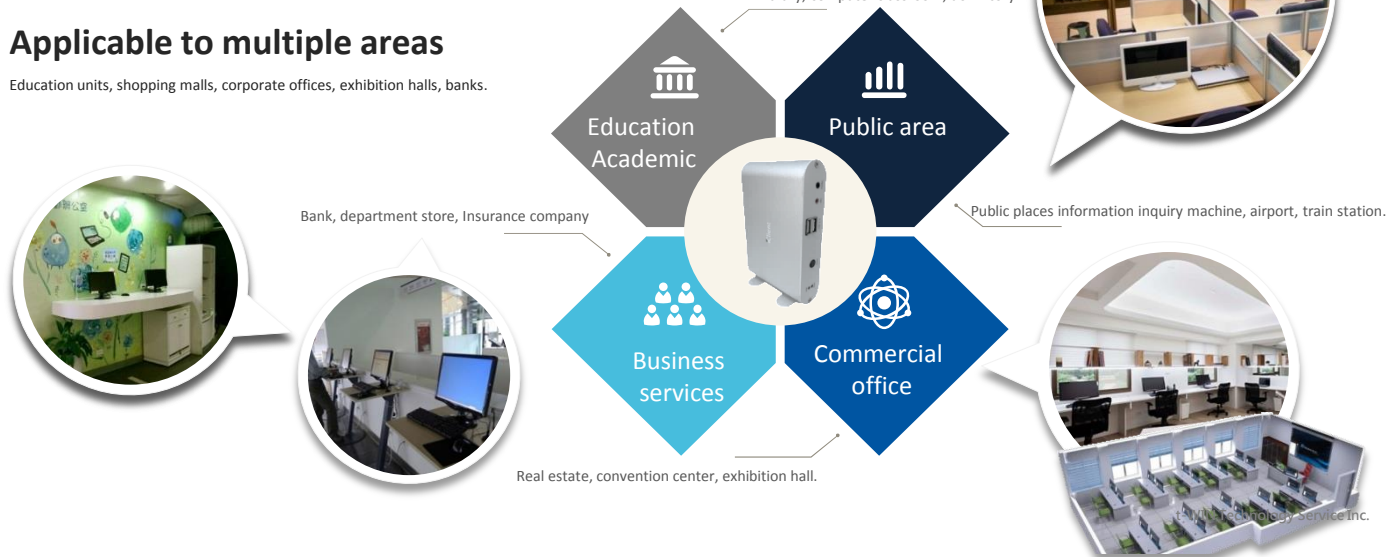 Applicable to multiple areas
Education units, shopping malls, corporate offices, exhibition halls, banks.
Education
Academic
Public area
Bank, department store, Insurance company
Public places information inquiry machine, airport, train station.
Business
services
Commercial
office
Real estate, convention center, exhibition hall.
Technology Service Inc.